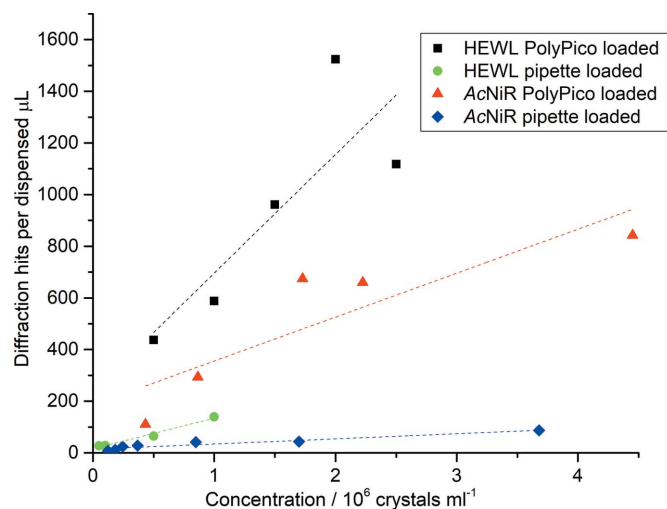 1600
1400
1200
1000
800
600
400
200
0
Diffraction hits per dispensed μL
HEWL PolyPico loaded
HEWL pipette loaded
AcNiR PolyPico loaded
AcNiR pipette loaded
0 1 2 3 4
Concentration / 10⁶ crystals ml⁻¹